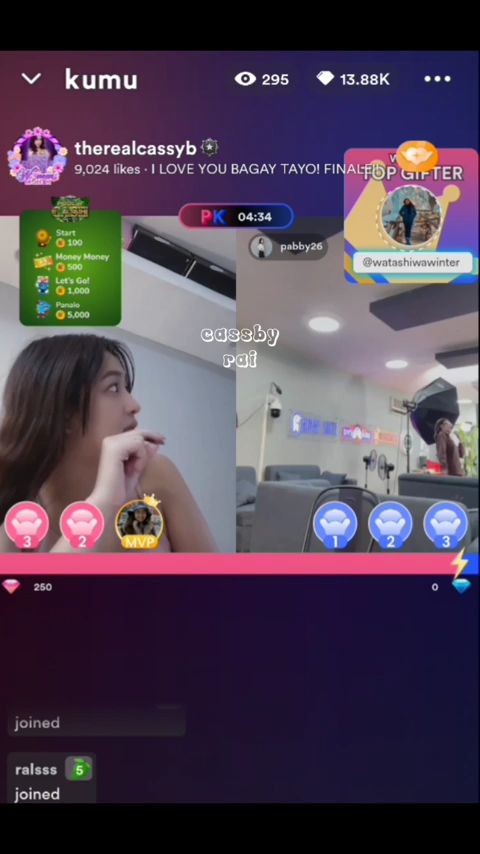 kumu
295
13.88K
therealcassyb
9,024 likes · I LOVE YOU BAGAY TAYO! FINALE!!
TOP GIFTER
@watashiwawinter
PK 04:34
pabby26
Start
100
Money Money
500
Let's Go!
1,000
Panalo
5,000
cassby
rai
3
2
MVP
1
2
3
250
0
joined
ralsss 5
joined